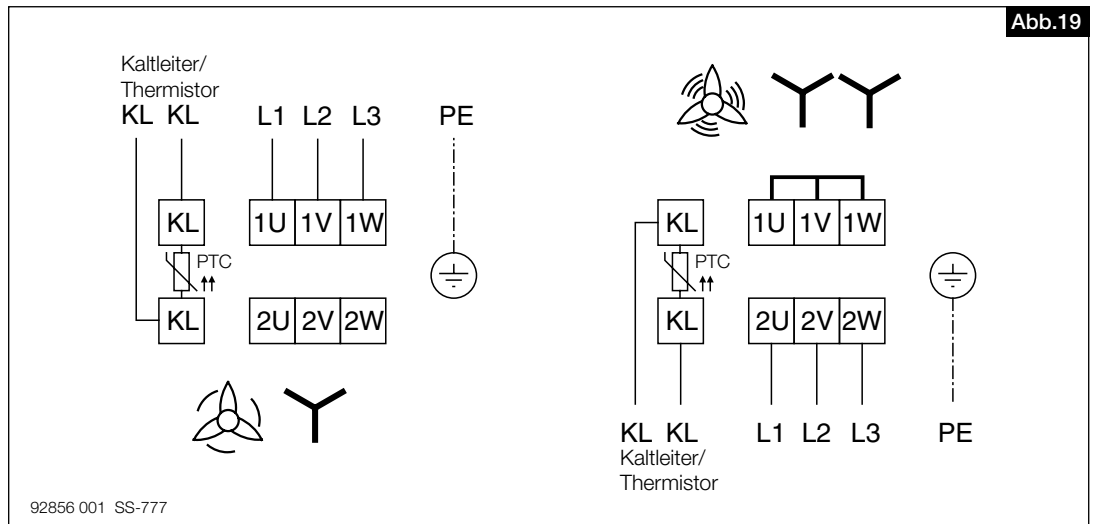 Abb.19
Kaltleiter/
Thermistor
KL KL L1 L2 L3 PE
KL 1U 1V 1W
PTC
KL 2U 2V 2W
KL 1U 1V 1W
PTC
KL 2U 2V 2W
KL KL L1 L2 L3 PE
Kaltleiter/
Thermistor
92856 001 SS-777